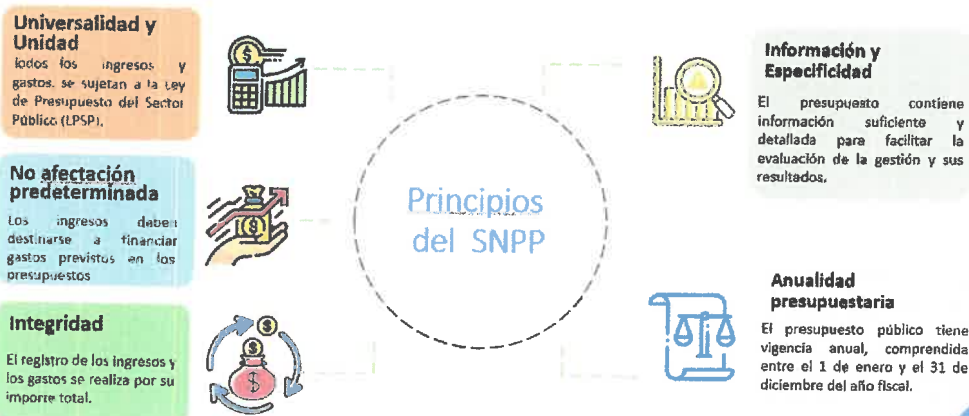 Universalidad y
Unidad
Todos los ingresos y
gastos, se sujetan a la Ley
de Presupuesto del Sector
Público (LPSP).
No afectación
predeterminada
Los ingresos deben
destinarse a financiar
gastos previstos en los
presupuestos
Integridad
El registro de los ingresos y
los gastos se realiza por su
importe total.
Principios
del SNPP
Información y
Especificidad
El presupuesto contiene
información suficiente y
detallada para facilitar la
evaluación de la gestión y sus
resultados.
Anualidad
presupuestaria
El presupuesto público tiene
vigencia anual, comprendida
entre el 1 de enero y el 31 de
diciembre del año fiscal.